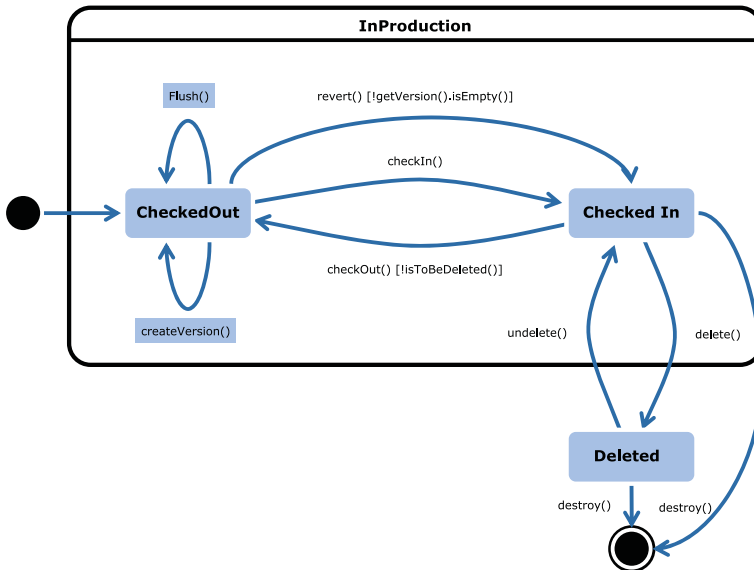 InProduction
Flush()
revert() [!getVersion().isEmpty()]
checkIn()
CheckedOut
Checked In
checkOut() [!isToBeDeleted()]
createVersion()
undelete()
delete()
Deleted
destroy()
destroy()